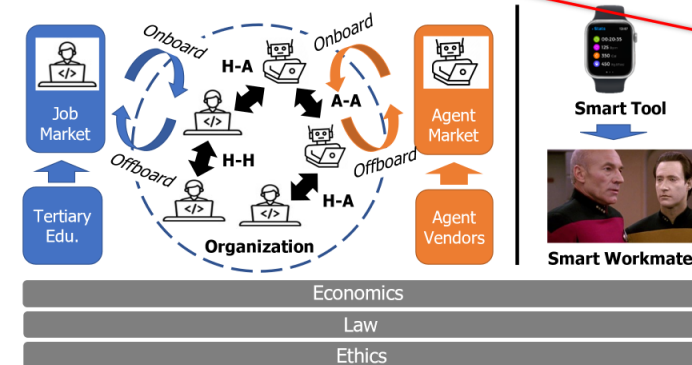 Onboard
Onboard
H-A
A-A
Job
Market
Agent
Market
Offboard
H-H
Offboard
H-A
Tertiary
Edu.
Organization
Agent
Vendors
Smart Tool
Smart Workmate
Economics
Law
Ethics